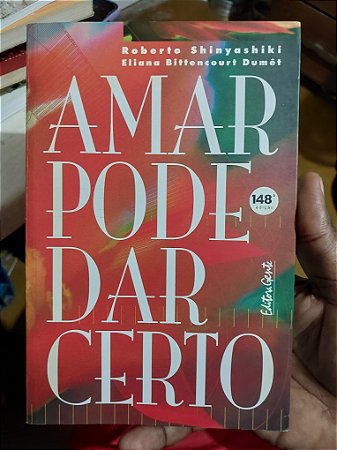 Roberto Shinyashiki
Eliana Bittencourt Dumêt
AMAR
PODE
148ª
edição
DAR
CERTO
Editora Gente